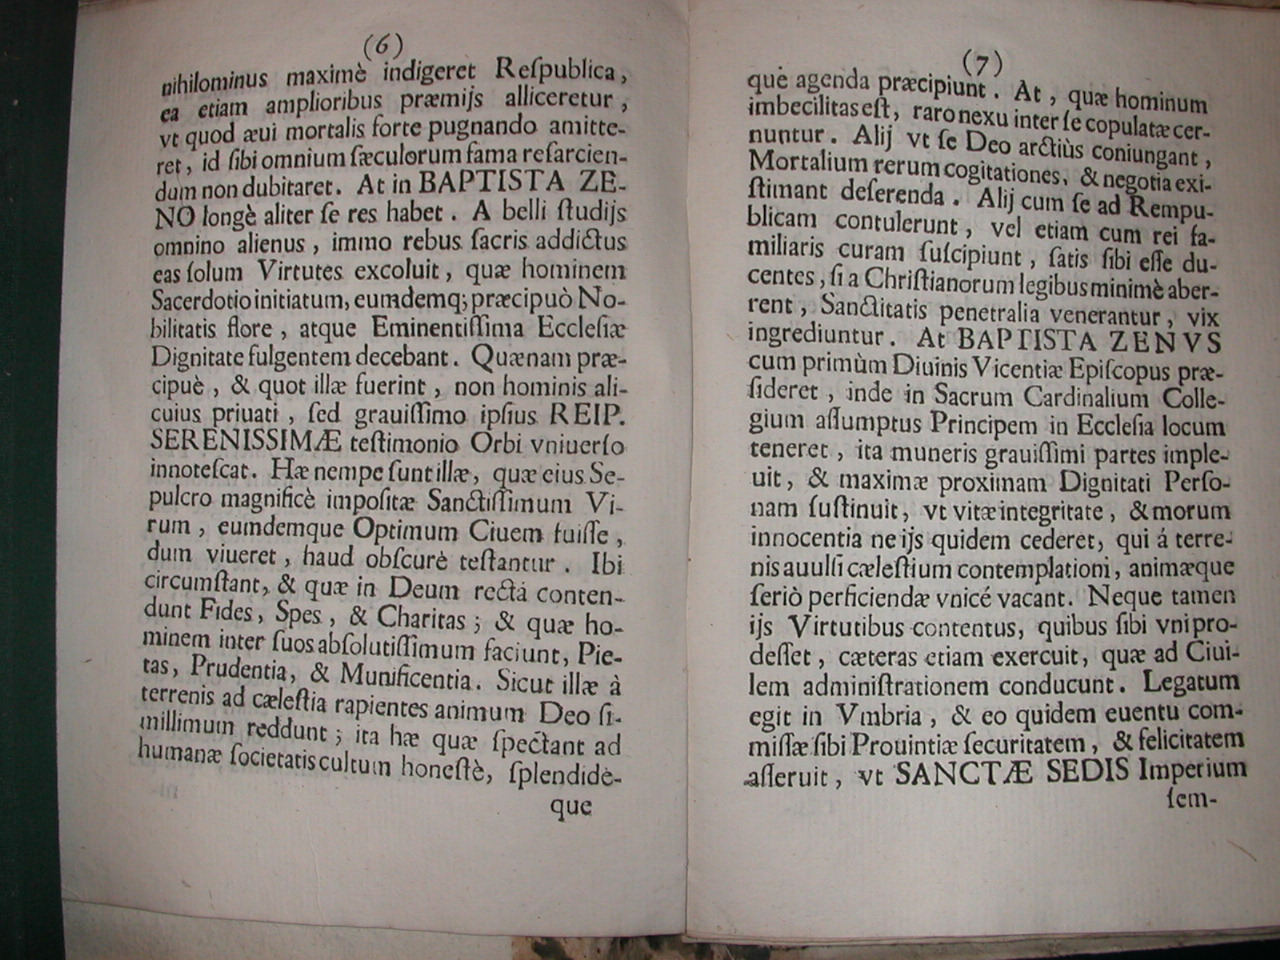 (6)
nihilominus maximè indigeret Reſpublica,
ea etiam amplioribus præmijs alliceretur,
vt quod æui mortalis forte pugnando amitte-
ret, id ſibi omnium ſæculorum fama reſarcien-
dum non dubitaret. At in BAPTISTA ZE-
NO longè aliter ſe res habet. A belli ſtudijs
omnino alienus, immo rebus ſacris addictus
eas ſolum Virtutes excoluit, quæ hominem
Sacerdotio initiatum, eumdemq; præcipuò No-
bilitatis flore, atque Eminentiſſima Eccleſiæ
Dignitate fulgentem decebant. Quænam præ-
cipuè, & quot illæ fuerint, non hominis ali-
cuius priuati, ſed grauiſſimo ipſius REIP.
SERENISSIMÆ teſtimonio Orbi vniuerſo
innoteſcat. Hæ nempe ſunt illæ, quæ eius Se-
pulcro magnificè impoſitæ Sanctiſſimum Vi-
rum, eumdemque Optimum Ciuem fuiſſe,
dum viueret, haud obſcurè teſtantur. Ibi
circumſtant, & quæ in Deum rectà conten-
dunt Fides, Spes, & Charitas; & quæ ho-
minem inter ſuos abſolutiſſimum faciunt, Pie-
tas, Prudentia, & Munificentia. Sicut illæ à
terrenis ad cæleſtia rapientes animum Deo ſi-
millimum reddunt; ita hæ quæ ſpectant ad
humanæ ſocietatis cultum honeſtè, ſplendidè-
que
(7)
què agenda præcipiunt. At, quæ hominum
imbecilitas eſt, raro nexu inter ſe copulatæ cer-
nuntur. Alij vt ſe Deo arctiùs coniungant,
Mortalium rerum cogitationes, & negotia exi-
ſtimant deſerenda. Alij cum ſe ad Rempu-
blicam contulerunt, vel etiam cum rei fa-
miliaris curam ſuſcipiunt, ſatis ſibi eſſe du-
centes, ſi a Chriſtianorum legibus minimè aber-
rent, Sanctitatis penetralia venerantur, vix
ingrediuntur. At BAPTISTA ZENVS
cum primùm Diuinis Vicentiæ Epiſcopus præ-
ſideret, inde in Sacrum Cardinalium Colle-
gium aſſumptus Principem in Eccleſia locum
teneret, ita muneris grauiſſimi partes imple-
uit, & maximæ proximam Dignitati Perſo-
nam ſuſtinuit, vt vitæ integritate, & morum
innocentia ne ijs quidem cederet, qui á terre-
nis auulſi cæleſtium contemplationi, animæque
ſeriò perficiendæ vnicé vacant. Neque tamen
ijs Virtutibus contentus, quibus ſibi vni pro-
deſſet, cæteras etiam exercuit, quæ ad Ciui-
lem adminiſtrationem conducunt. Legatum
egit in Vmbria, & eo quidem euentu com-
miſſæ ſibi Prouintiæ ſecuritatem, & felicitatem
aſſeruit, vt SANCTÆ SEDIS Imperium
ſem-